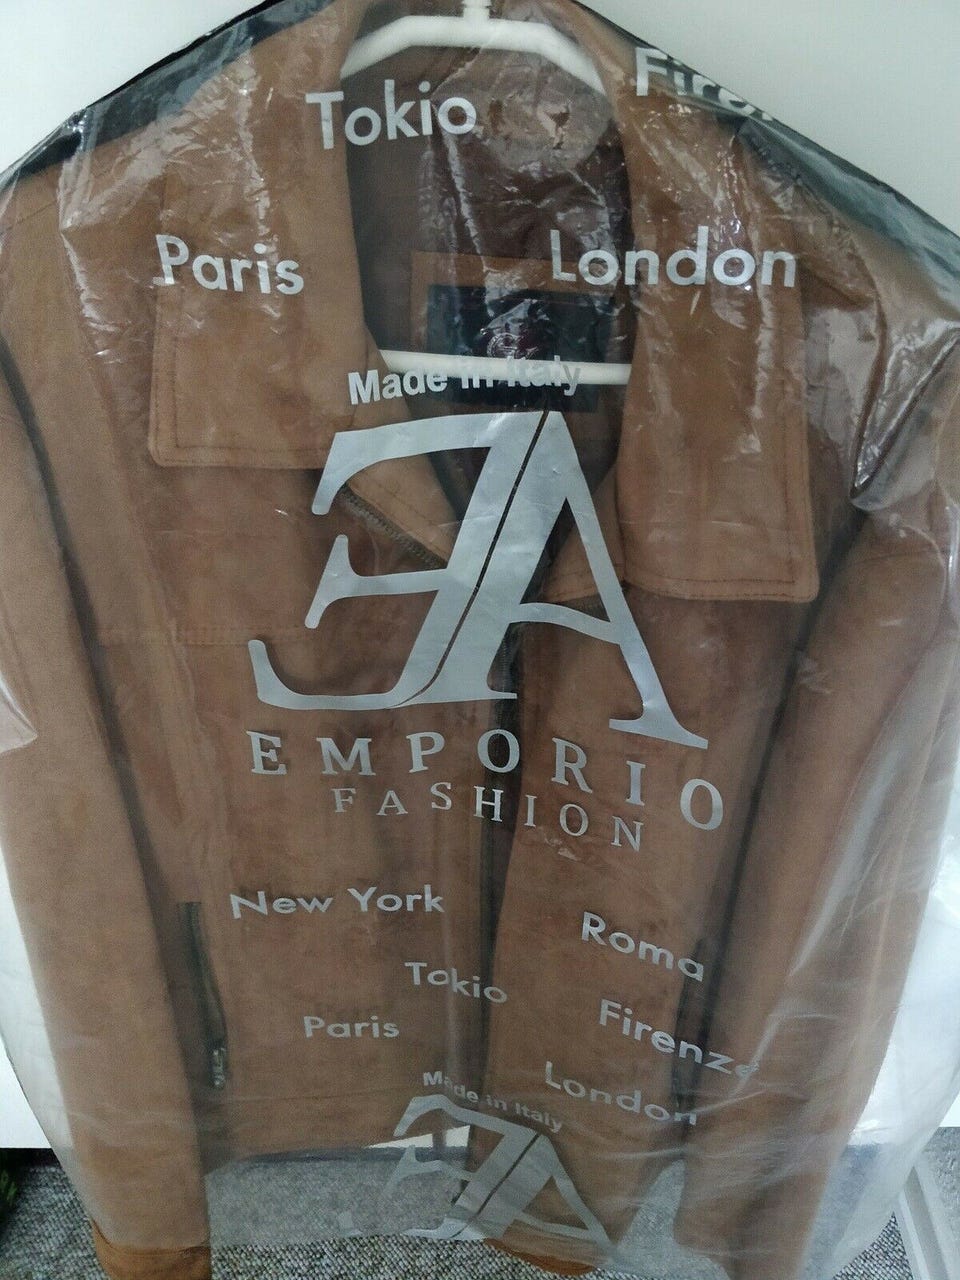 Tokio
Paris
London
Made in Italy
EA
EMPORIO
FASHION
New York
Roma
Tokio
Firenze
Paris
London
Made in Italy
EA